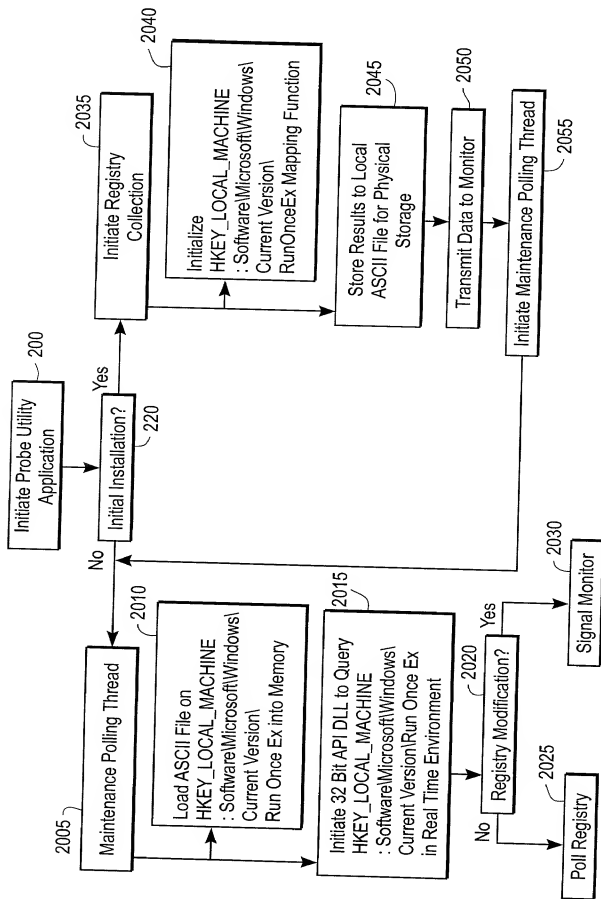 200
Initiate Probe Utility
Application
Initial Installation?
220
No
Yes
2005
Maintenance Polling Thread
2010
Load ASCII File on
HKEY_LOCAL_MACHINE
: Software\Microsoft\Windows\
Current Version\
Run Once Ex into Memory
2015
Initiate 32 Bit API DLL to Query
HKEY_LOCAL_MACHINE
: Software\Microsoft\Windows\
Current Version\Run Once Ex
in Real Time Environment
2020
Registry Modification?
No
Yes
2025
Poll Registry
2030
Signal Monitor
2035
Initiate Registry
Collection
2040
Initialize
HKEY_LOCAL_MACHINE
: Software\Microsoft\Windows\
Current Version\
RunOnceEx Mapping Function
2045
Store Results to Local
ASCII File for Physical
Storage
2050
Transmit Data to Monitor
2055
Initiate Maintenance Polling Thread